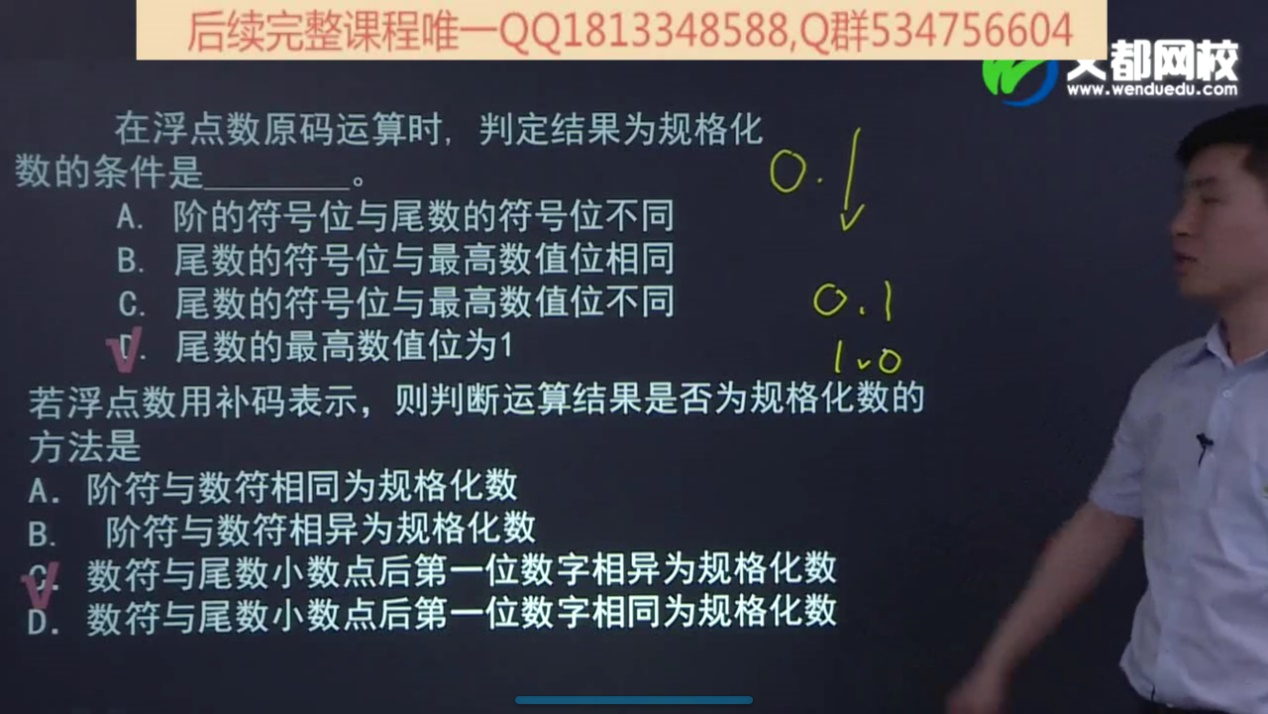 后续完整课程唯一QQ1813348588,Q群534756604
文都网校
www.wenduedu.com
在浮点数原码运算时，判定结果为规格化
数的条件是________。
A. 阶的符号位与尾数的符号位不同
B. 尾数的符号位与最高数值位相同
C. 尾数的符号位与最高数值位不同
D. 尾数的最高数值位为1
0.1
0.1
1.0
若浮点数用补码表示，则判断运算结果是否为规格化数的
方法是
A. 阶符与数符相同为规格化数
B. 阶符与数符相异为规格化数
C. 数符与尾数小数点后第一位数字相异为规格化数
D. 数符与尾数小数点后第一位数字相同为规格化数